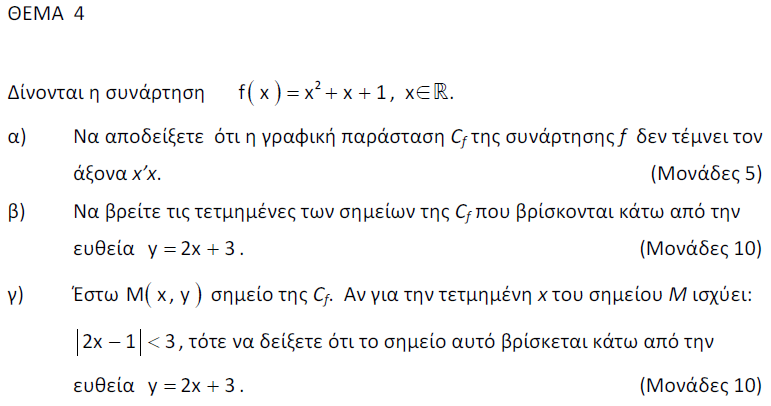 ΘΕΜΑ 4
Δίνονται η συνάρτηση f( x ) = x² + x + 1 , x∈ℝ.
α) Να αποδείξετε ότι η γραφική παράσταση C_f της συνάρτησης f δεν τέμνει τον
άξονα x'x. (Μονάδες 5)
β) Να βρείτε τις τετμημένες των σημείων της C_f που βρίσκονται κάτω από την
ευθεία y = 2x + 3 . (Μονάδες 10)
γ) Έστω M( x , y ) σημείο της C_f. Αν για την τετμημένη x του σημείου M ισχύει:
|2x − 1| < 3 , τότε να δείξετε ότι το σημείο αυτό βρίσκεται κάτω από την
ευθεία y = 2x + 3 . (Μονάδες 10)